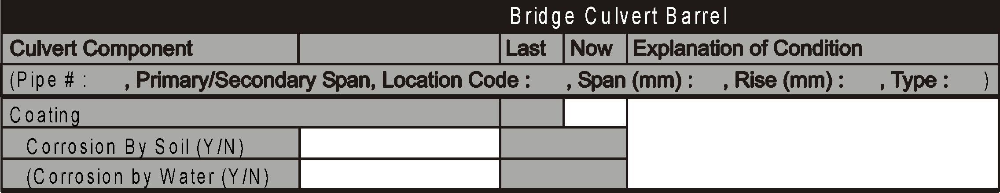 Bridge Culvert Barrel
Culvert Component Last Now Explanation of Condition
(Pipe # : , Primary/Secondary Span, Location Code : , Span (mm) : , Rise (mm) : , Type : )
Coating
Corrosion By Soil (Y/N)
(Corrosion by Water (Y/N)